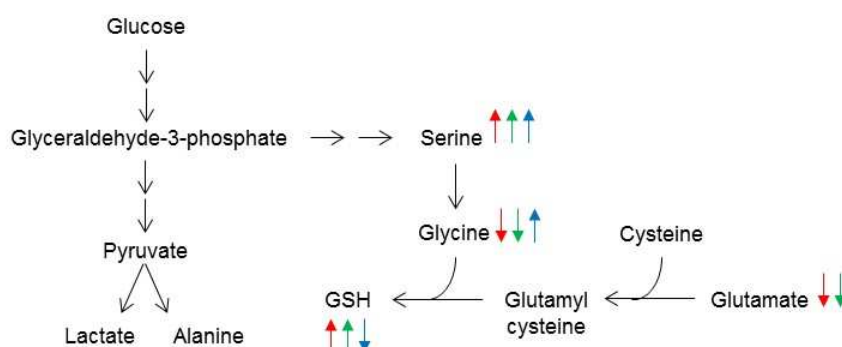 Glucose
Glyceraldehyde-3-phosphate
Serine
Glycine
Cysteine
Pyruvate
GSH
Glutamyl
cysteine
Glutamate
Lactate
Alanine